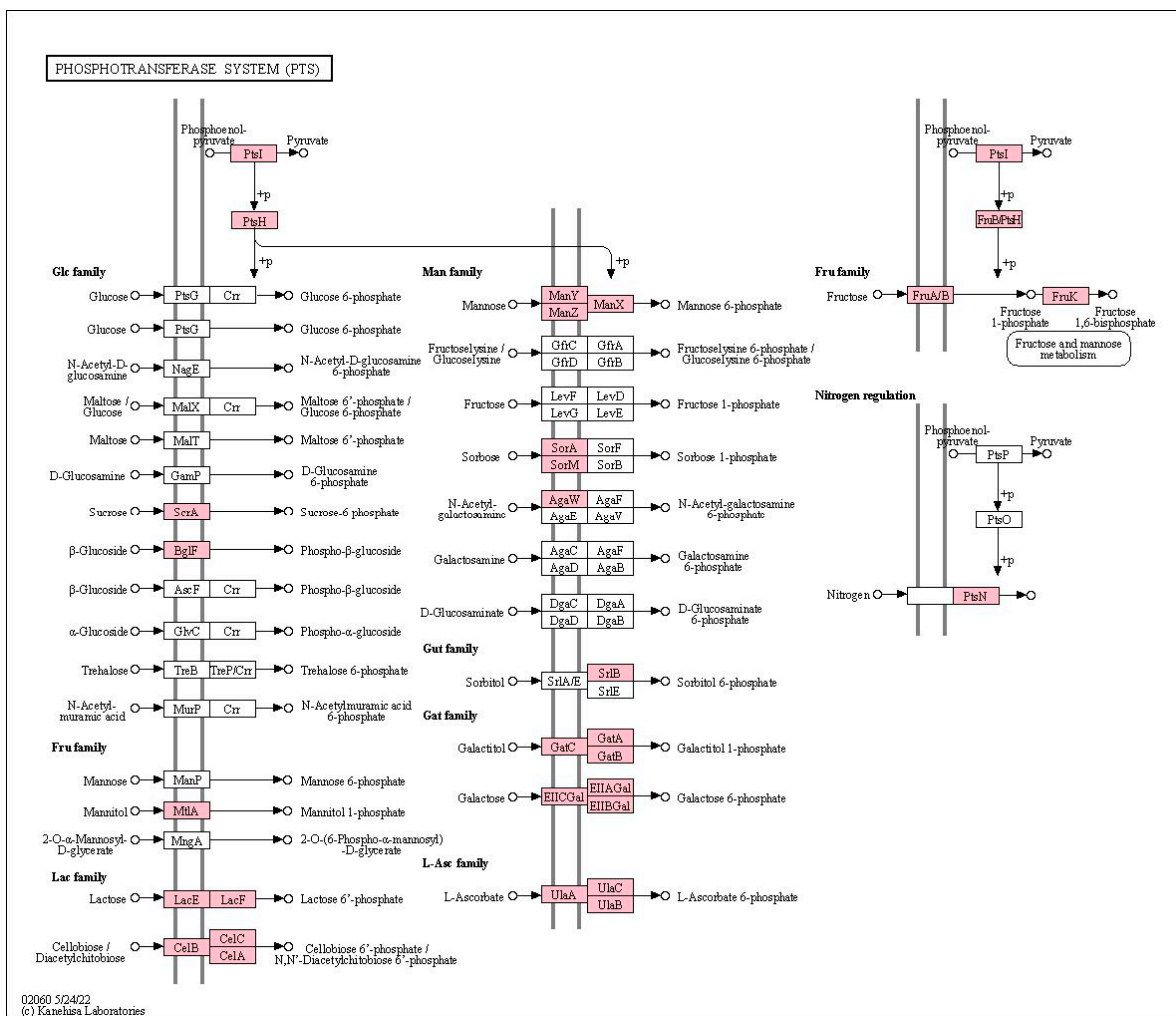 PHOSPHOTRANSFERASE SYSTEM (PTS)
Phosphoenol-
pyruvate
Pyruvate
PtsI
+p
PtsH
+p
Glc family
Glucose
PtsG
Crr
Glucose 6-phosphate
Glucose
PtsG
Glucose 6-phosphate
N-Acetyl-D-
glucosamine
NagE
N-Acetyl-D-glucosamine
6-phosphate
Maltose /
Glucose
MalX
Crr
Maltose 6'-phosphate /
Glucose 6-phosphate
Maltose
MalT
Maltose 6'-phosphate
D-Glucosamine
GamP
D-Glucosamine
6-phosphate
Sucrose
ScrA
Sucrose-6 phosphate
β-Glucoside
BglF
Phospho-β-glucoside
β-Glucoside
AscF
Crr
Phospho-β-glucoside
α-Glucoside
GlvC
Crr
Phospho-α-glucoside
Trehalose
TreB
TreP/Crr
Trehalose 6-phosphate
N-Acetyl-
muramic acid
MurP
Crr
N-Acetylmuramic acid
6-phosphate
Fru family
Mannose
ManP
Mannose 6-phosphate
Mannitol
MtlA
Mannitol 1-phosphate
2-O-α-Mannosyl-
D-glycerate
MngA
2-O-(6-Phospho-α-mannosyl)
-D-glycerate
Lac family
Lactose
LacE
LacF
Lactose 6'-phosphate
Cellobiose /
Diacetylchitobiose
CelB
CelC
CelA
Cellobiose 6'-phosphate /
N,N'-Diacetylchitobiose 6'-phosphate
+p
Man family
Mannose
ManY
ManZ
ManX
Mannose 6-phosphate
Fructoselysine /
Glucoselysine
GfrC
GfrA
GfrD
GfrB
Fructoselysine 6-phosphate /
Glucoselysine 6-phosphate
Fructose
LevF
LevD
LevG
LevE
Fructose 1-phosphate
Sorbose
SorA
SorF
SorM
SorB
Sorbose 1-phosphate
N-Acetyl-
galactosamine
AgaW
AgaF
AgaE
AgaV
N-Acetyl-galactosamine
6-phosphate
Galactosamine
AgaC
AgaF
AgaD
AgaB
Galactosamine
6-phosphate
D-Glucosaminate
DgaC
DgaA
DgaD
DgaB
D-Glucosaminate
6-phosphate
Gut family
Sorbitol
SrlA/E
SrlB
SrlE
Sorbitol 6-phosphate
Gat family
Galactitol
GatC
GatA
GatB
Galactitol 1-phosphate
Galactose
EIICGal
EIIAGal
EIIBGal
Galactose 6-phosphate
L-Asc family
L-Ascorbate
UlaA
UlaC
UlaB
L-Ascorbate 6-phosphate
Phosphoenol-
pyruvate
Pyruvate
PtsI
+p
FruB/PtsH
+p
Fru family
Fructose
FruA/B
FruK
Fructose
1-phosphate
Fructose
1,6-bisphosphate
Fructose and mannose
metabolism
Nitrogen regulation
Phosphoenol-
pyruvate
Pyruvate
PtsP
+p
PtsO
+p
Nitrogen
PtsN
02060 5/24/22
(c) Kanehisa Laboratories